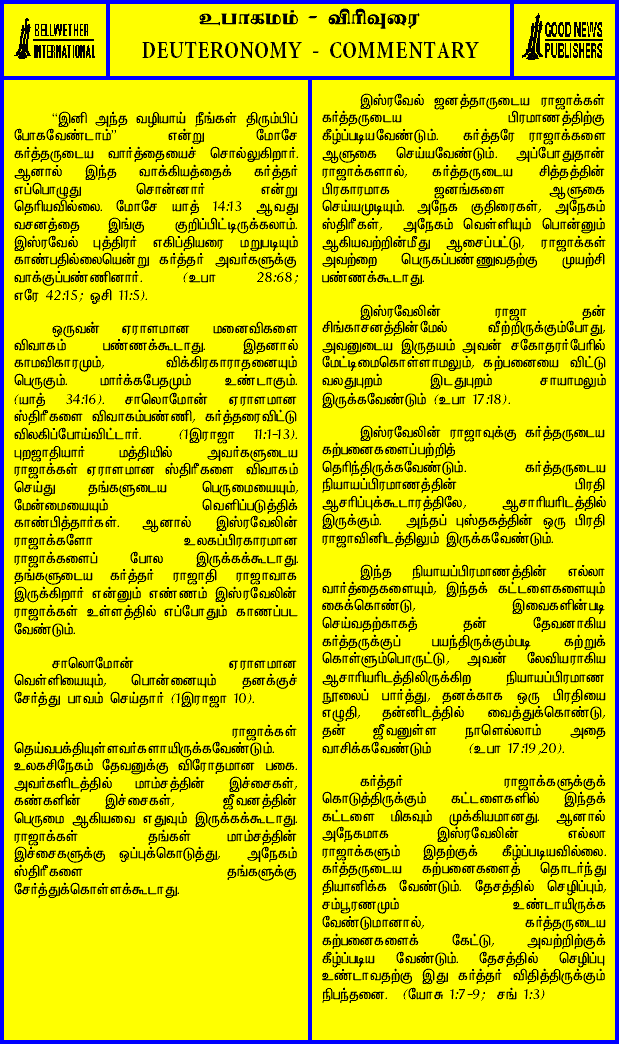 BELLWETHER
INTERNATIONAL
உபாகமம் - விரிவுரை
DEUTERONOMY - COMMENTARY
GOOD NEWS
PUBLISHERS
“இனி அந்த வழியாய் நீங்கள் திரும்பிப்
போகவேண்டாம்” என்று மோசே
கர்த்தருடைய வார்த்தையைச் சொல்லுகிறார்.
ஆனால் இந்த வாக்கியத்தைக் கர்த்தர்
எப்பொழுது சொன்னார் என்று
தெரியவில்லை. மோசே யாத் 14:13 ஆவது
வசனத்தை இங்கு குறிப்பிட்டிருக்கலாம்.
இஸ்ரவேல் புத்திரர் எகிப்தியரை மறுபடியும்
காண்பதில்லையென்று கர்த்தர் அவர்களுக்கு
வாக்குப்பண்ணினார். (உபா 28:68;
எரே 42:15; ஓசி 11:5).
ஒருவன் ஏராளமான மனைவிகளை
விவாகம் பண்ணக்கூடாது. இதனால்
காமவிகாரமும், விக்கிரகாராதனையும்
பெருகும். மார்க்கபேதமும் உண்டாகும்.
(யாத் 34:16). சாலொமோன் ஏராளமான
ஸ்திரீகளை விவாகம்பண்ணி, கர்த்தரைவிட்டு
விலகிப்போய்விட்டார். (1இராஜா 11:1-13).
புறஜாதியார் மத்தியில் அவர்களுடைய
ராஜாக்கள் ஏராளமான ஸ்திரீகளை விவாகம்
செய்து தங்களுடைய பெருமையையும்,
மேன்மையையும் வெளிப்படுத்திக்
காண்பித்தார்கள். ஆனால் இஸ்ரவேலின்
ராஜாக்களோ உலகப்பிரகாரமான
ராஜாக்களைப் போல இருக்கக்கூடாது.
தங்களுடைய கர்த்தர் ராஜாதி ராஜாவாக
இருக்கிறார் என்னும் எண்ணம் இஸ்ரவேலின்
ராஜாக்கள் உள்ளத்தில் எப்போதும் காணப்பட
வேண்டும்.
சாலொமோன் ஏராளமான
வெள்ளியையும், பொன்னையும் தனக்குச்
சேர்த்து பாவம் செய்தார் (1இராஜா 10).
ராஜாக்கள்
தெய்வபக்தியுள்ளவர்களாயிருக்கவேண்டும்.
உலகசிநேகம் தேவனுக்கு விரோதமான பகை.
அவர்களிடத்தில் மாம்சத்தின் இச்சைகள்,
கண்களின் இச்சைகள், ஜீவனத்தின்
பெருமை ஆகியவை எதுவும் இருக்கக்கூடாது.
ராஜாக்கள் தங்கள் மாம்சத்தின்
இச்சைகளுக்கு ஒப்புக்கொடுத்து, அநேகம்
ஸ்திரீகளை தங்களுக்கு
சேர்த்துக்கொள்ளக்கூடாது.
இஸ்ரவேல் ஜனத்தாருடைய ராஜாக்கள்
கர்த்தருடைய பிரமாணத்திற்கு
கீழ்ப்படியவேண்டும். கர்த்தரே ராஜாக்களை
ஆளுகை செய்யவேண்டும். அப்போதுதான்
ராஜாக்களால், கர்த்தருடைய சித்தத்தின்
பிரகாரமாக ஜனங்களை ஆளுகை
செய்யமுடியும். அநேக குதிரைகள், அநேகம்
ஸ்திரீகள், அநேகம் வெள்ளியும் பொன்னும்
ஆகியவற்றின்மீது ஆசைப்பட்டு, ராஜாக்கள்
அவற்றை பெருகப்பண்ணுவதற்கு முயற்சி
பண்ணக்கூடாது.
இஸ்ரவேலின் ராஜா தன்
சிங்காசனத்தின்மேல் வீற்றிருக்கும்போது,
அவனுடைய இருதயம் அவன் சகோதரர்பேரில்
மேட்டிமைகொள்ளாமலும், கற்பனையை விட்டு
வலதுபுறம் இடதுபுறம் சாயாமலும்
இருக்கவேண்டும் (உபா 17:18).
இஸ்ரவேலின் ராஜாவுக்கு கர்த்தருடைய
கற்பனைகளைப்பற்றித்
தெரிந்திருக்கவேண்டும். கர்த்தருடைய
நியாயப்பிரமாணத்தின் பிரதி
ஆசரிப்புக்கூடாரத்திலே, ஆசாரியரிடத்தில்
இருக்கும். அந்தப் புஸ்தகத்தின் ஒரு பிரதி
ராஜாவினிடத்திலும் இருக்கவேண்டும்.
இந்த நியாயப்பிரமாணத்தின் எல்லா
வார்த்தைகளையும், இந்தக் கட்டளைகளையும்
கைக்கொண்டு, இவைகளின்படி
செய்வதற்காகத் தன் தேவனாகிய
கர்த்தருக்குப் பயந்திருக்கும்படி கற்றுக்
கொள்ளும்பொருட்டு, அவன் லேவியராகிய
ஆசாரியரிடத்திலிருக்கிற நியாயப்பிரமாண
நூலைப் பார்த்து, தனக்காக ஒரு பிரதியை
எழுதி, தன்னிடத்தில் வைத்துக்கொண்டு,
தன் ஜீவனுள்ள நாளெல்லாம் அதை
வாசிக்கவேண்டும் (உபா 17:19,20).
கர்த்தர் ராஜாக்களுக்குக்
கொடுத்திருக்கும் கட்டளைகளில் இந்தக்
கட்டளை மிகவும் முக்கியமானது. ஆனால்
அநேகமாக இஸ்ரவேலின் எல்லா
ராஜாக்களும் இதற்குக் கீழ்ப்படியவில்லை.
கர்த்தருடைய கற்பனைகளைத் தொடர்ந்து
தியானிக்க வேண்டும். தேசத்தில் செழிப்பும்,
சம்பூரணமும் உண்டாயிருக்க
வேண்டுமானால், கர்த்தருடைய
கற்பனைகளைக் கேட்டு, அவற்றிற்குக்
கீழ்ப்படிய வேண்டும். தேசத்தில் செழிப்பு
உண்டாவதற்கு இது கர்த்தர் விதித்திருக்கும்
நிபந்தனை. (யோசு 1:7-9; சங் 1:3)